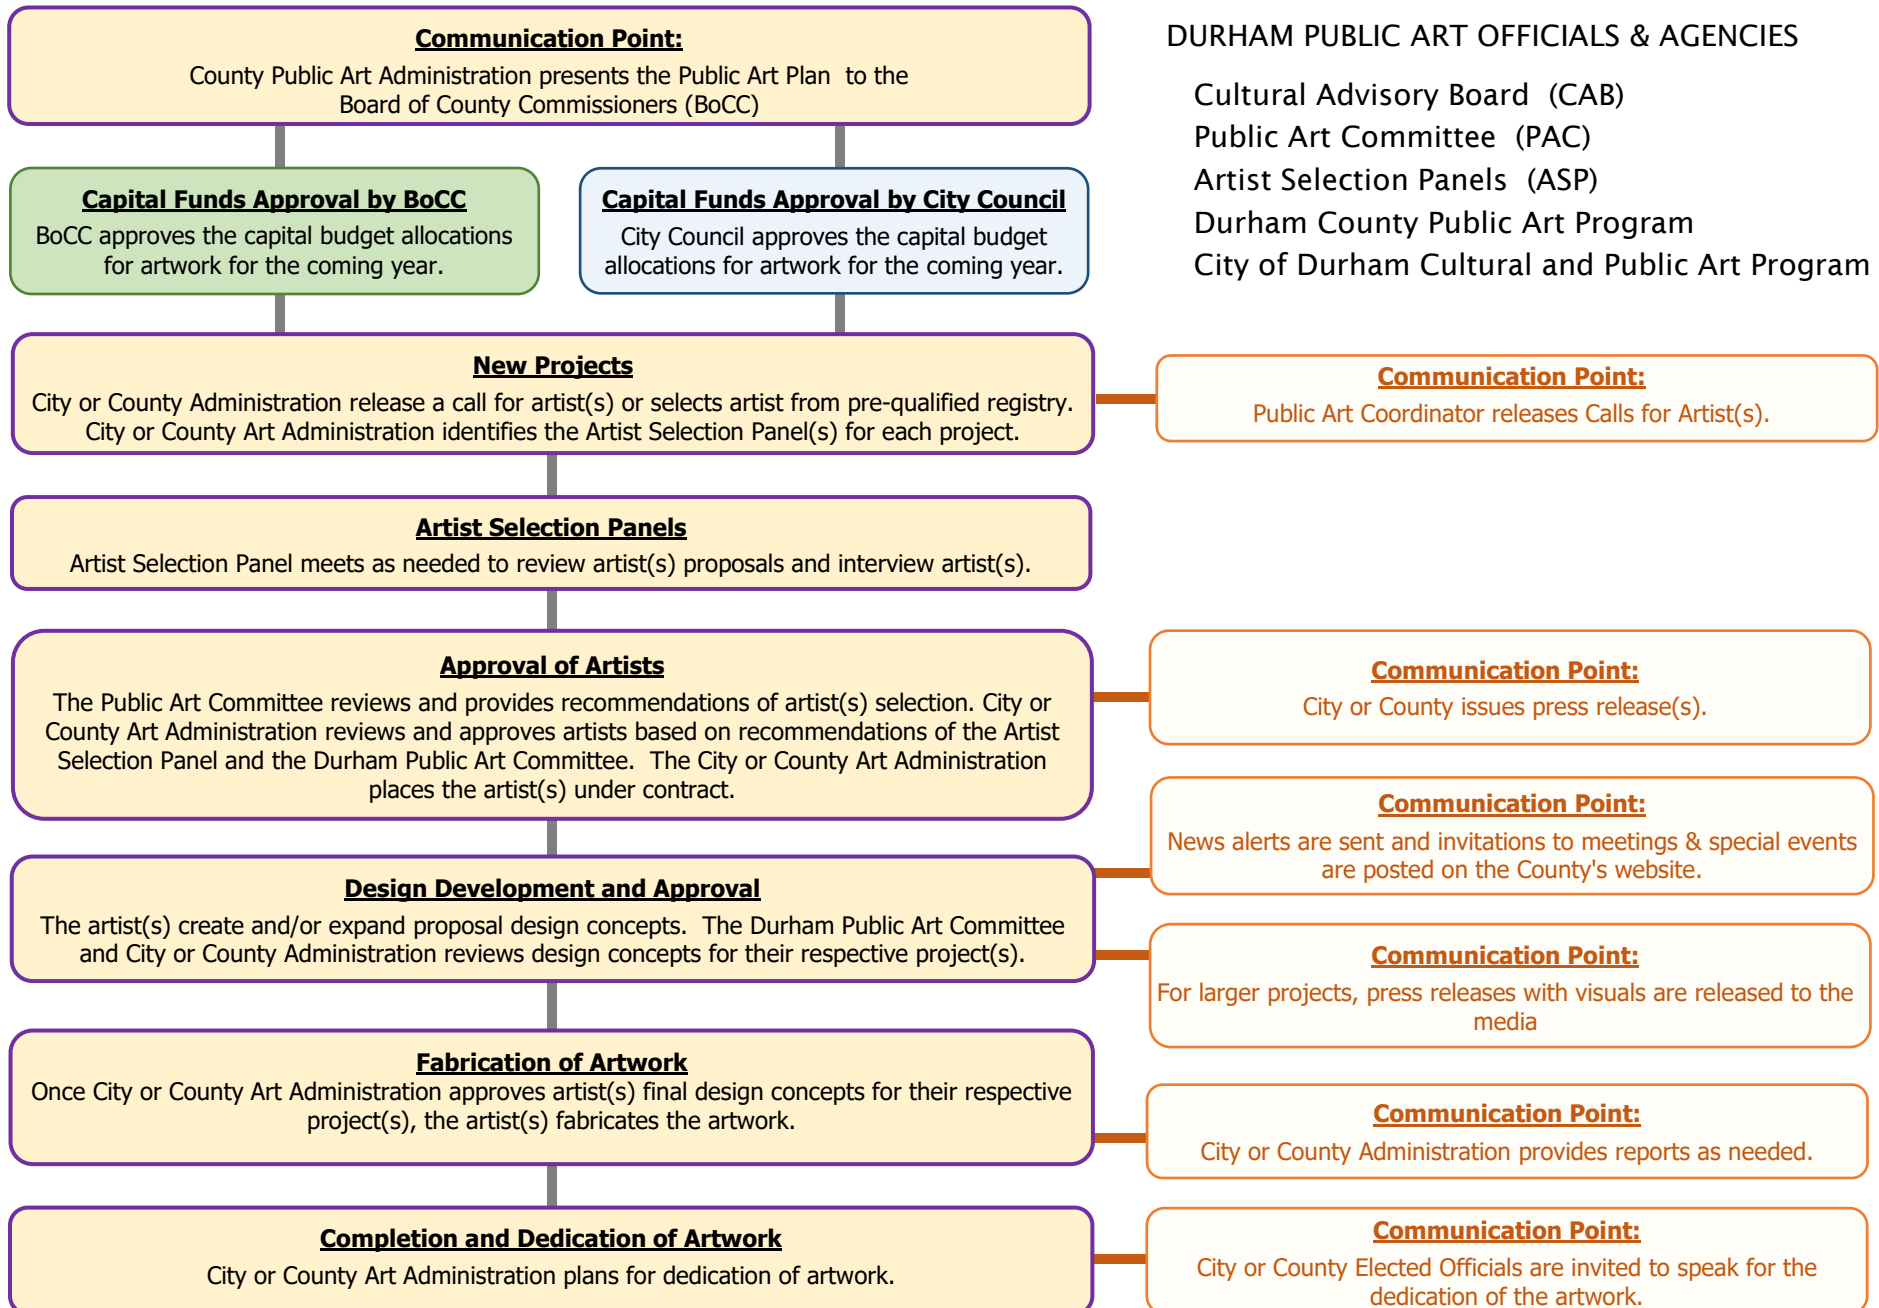 Communication Point:
County Public Art Administration presents the Public Art Plan to the
Board of County Commissioners (BoCC)
DURHAM PUBLIC ART OFFICIALS & AGENCIES
Cultural Advisory Board (CAB)
Public Art Committee (PAC)
Artist Selection Panels (ASP)
Durham County Public Art Program
City of Durham Cultural and Public Art Program
Capital Funds Approval by BoCC
BoCC approves the capital budget allocations
for artwork for the coming year.
Capital Funds Approval by City Council
City Council approves the capital budget
allocations for artwork for the coming year.
New Projects
City or County Administration release a call for artist(s) or selects artist from pre-qualified registry.
City or County Art Administration identifies the Artist Selection Panel(s) for each project.
Communication Point:
Public Art Coordinator releases Calls for Artist(s).
Artist Selection Panels
Artist Selection Panel meets as needed to review artist(s) proposals and interview artist(s).
Approval of Artists
The Public Art Committee reviews and provides recommendations of artist(s) selection. City or
County Art Administration reviews and approves artists based on recommendations of the Artist
Selection Panel and the Durham Public Art Committee. The City or County Art Administration
places the artist(s) under contract.
Communication Point:
City or County issues press release(s).
Communication Point:
News alerts are sent and invitations to meetings & special events
are posted on the County's website.
Design Development and Approval
The artist(s) create and/or expand proposal design concepts. The Durham Public Art Committee
and City or County Administration reviews design concepts for their respective project(s).
Communication Point:
For larger projects, press releases with visuals are released to the
media
Fabrication of Artwork
Once City or County Art Administration approves artist(s) final design concepts for their respective
project(s), the artist(s) fabricates the artwork.
Communication Point:
City or County Administration provides reports as needed.
Completion and Dedication of Artwork
City or County Art Administration plans for dedication of artwork.
Communication Point:
City or County Elected Officials are invited to speak for the
dedication of the artwork.